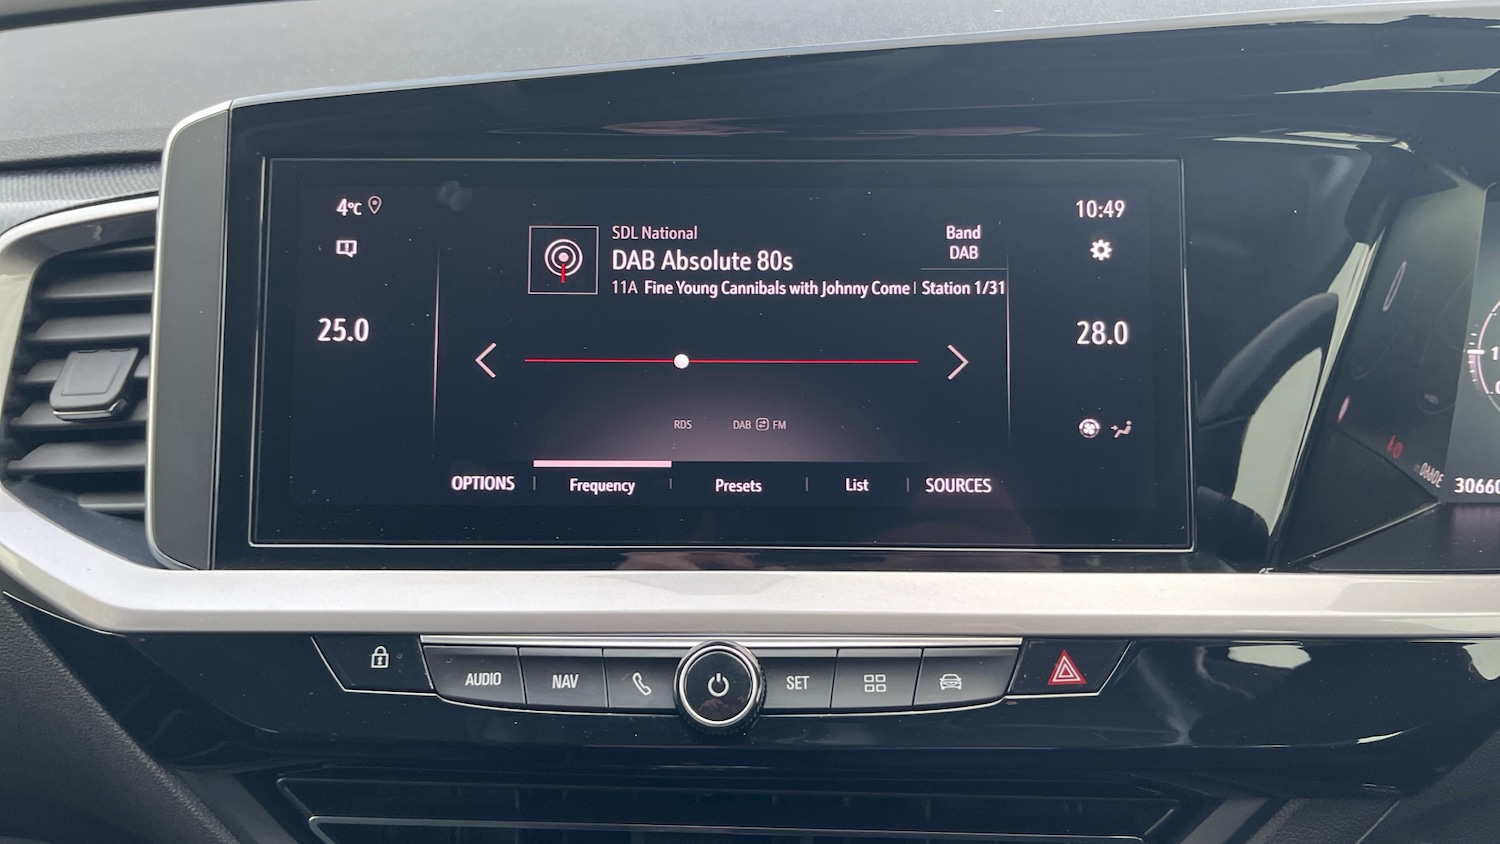 4°C
10:49
SDL National
Band
DAB Absolute 80s
DAB
11A Fine Young Cannibals with Johnny Come | Station 1/31
25.0
28.0
RDS
DAB FM
OPTIONS | Frequency | Presets | List | SOURCES
30660
AUDIO
NAV
SET